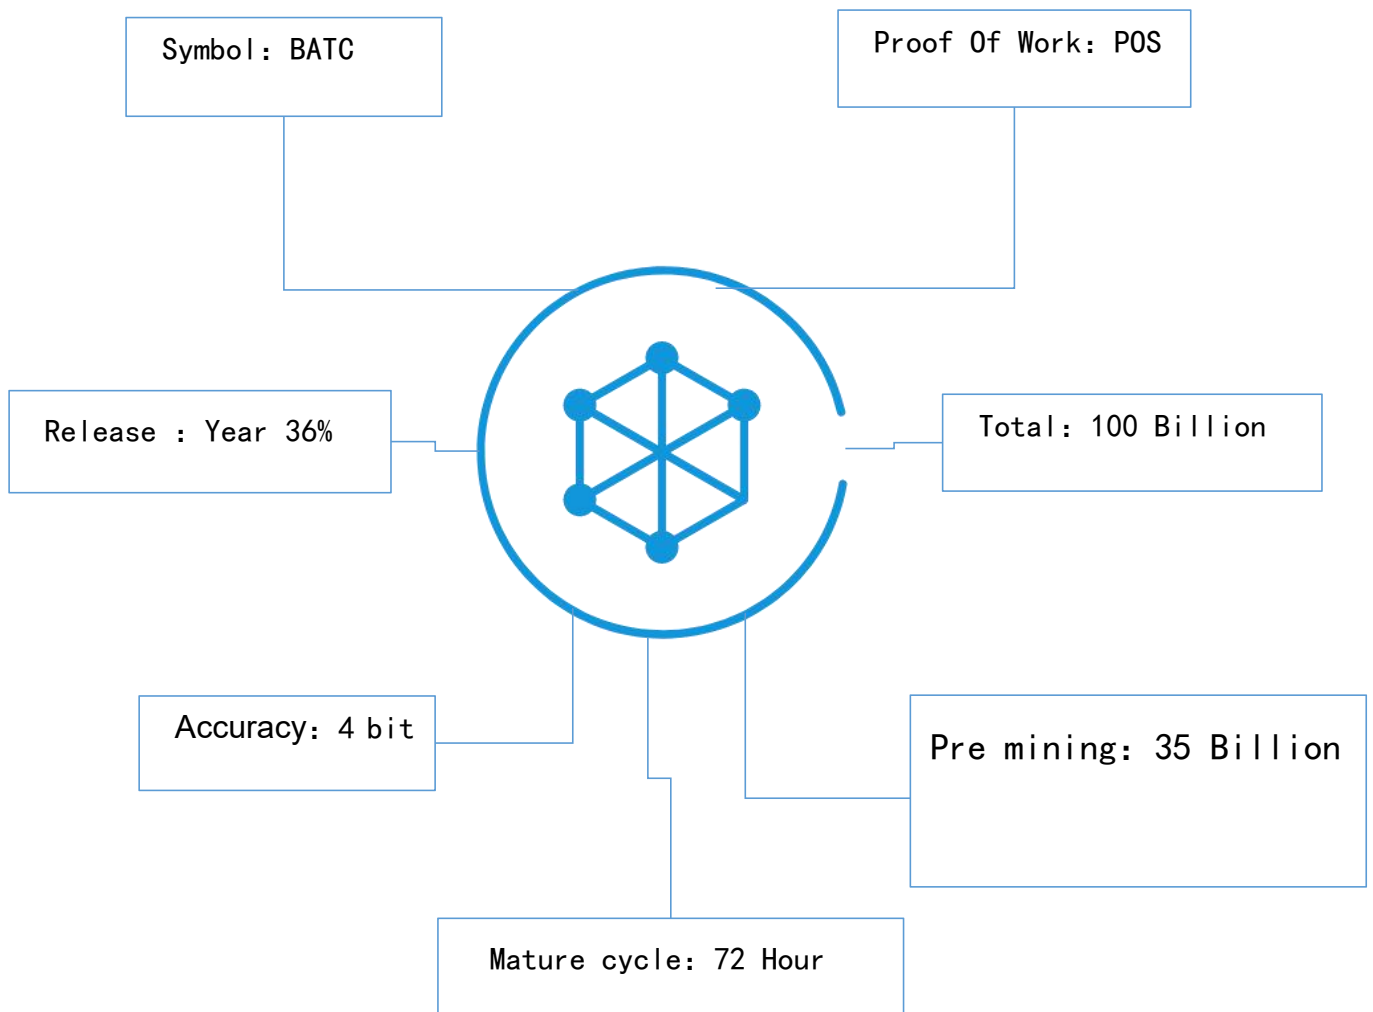 Symbol：BATC
Proof Of Work：POS
Release ：Year 36%
Total：100 Billion
Accuracy：4 bit
Pre mining：35 Billion
Mature cycle：72 Hour